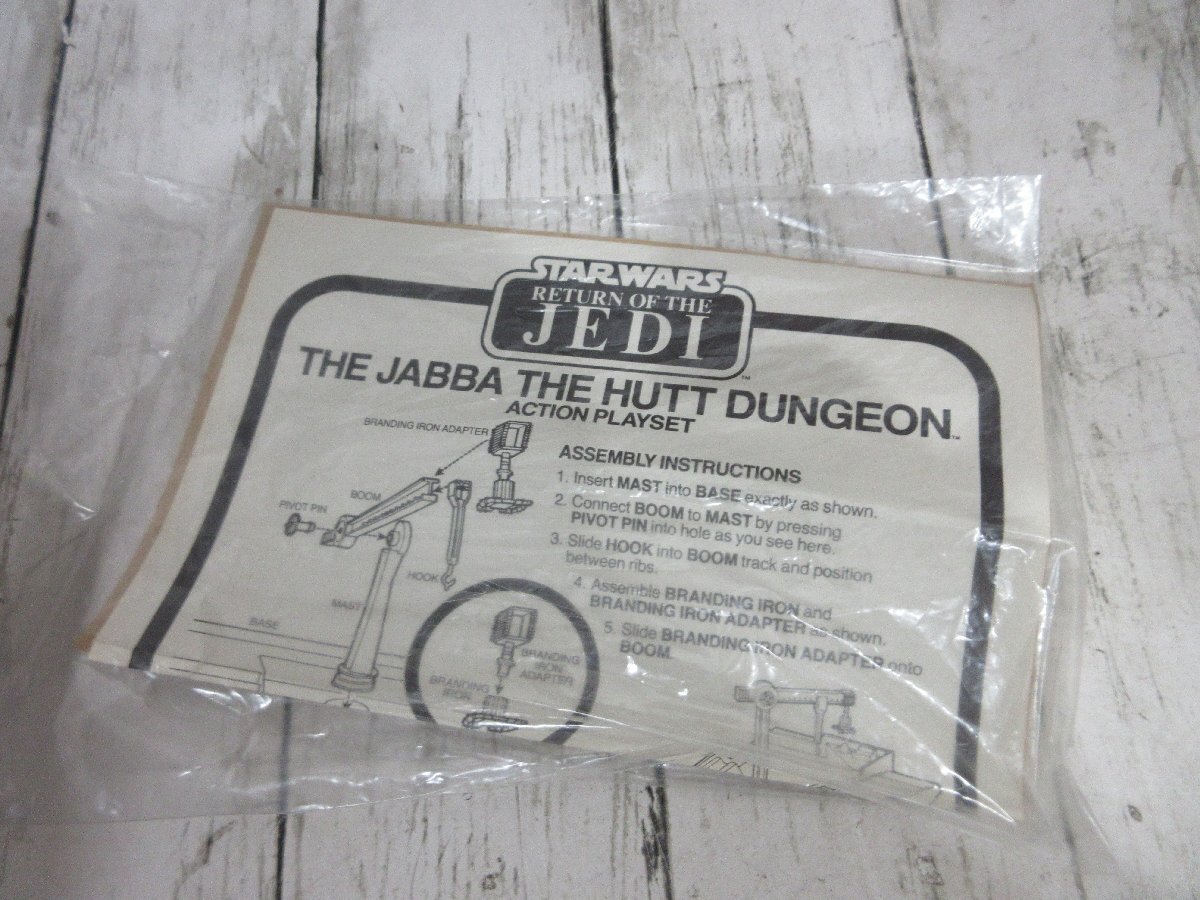 STAR WARS
RETURN OF THE
JEDI
TM
THE JABBA THE HUTT DUNGEON TM
ACTION PLAYSET
BRANDING IRON ADAPTER
BOOM
PIVOT PIN
HOOK
MAST
BASE
ASSEMBLY INSTRUCTIONS
1. Insert MAST into BASE exactly as shown.
2. Connect BOOM to MAST by pressing
PIVOT PIN into hole as you see here.
3. Slide HOOK into BOOM track and position
between ribs.
4. Assemble BRANDING IRON and
BRANDING IRON ADAPTER as shown.
5. Slide BRANDING IRON ADAPTER onto
BOOM.
BRANDING
IRON
ADAPTER
BRANDING
IRON